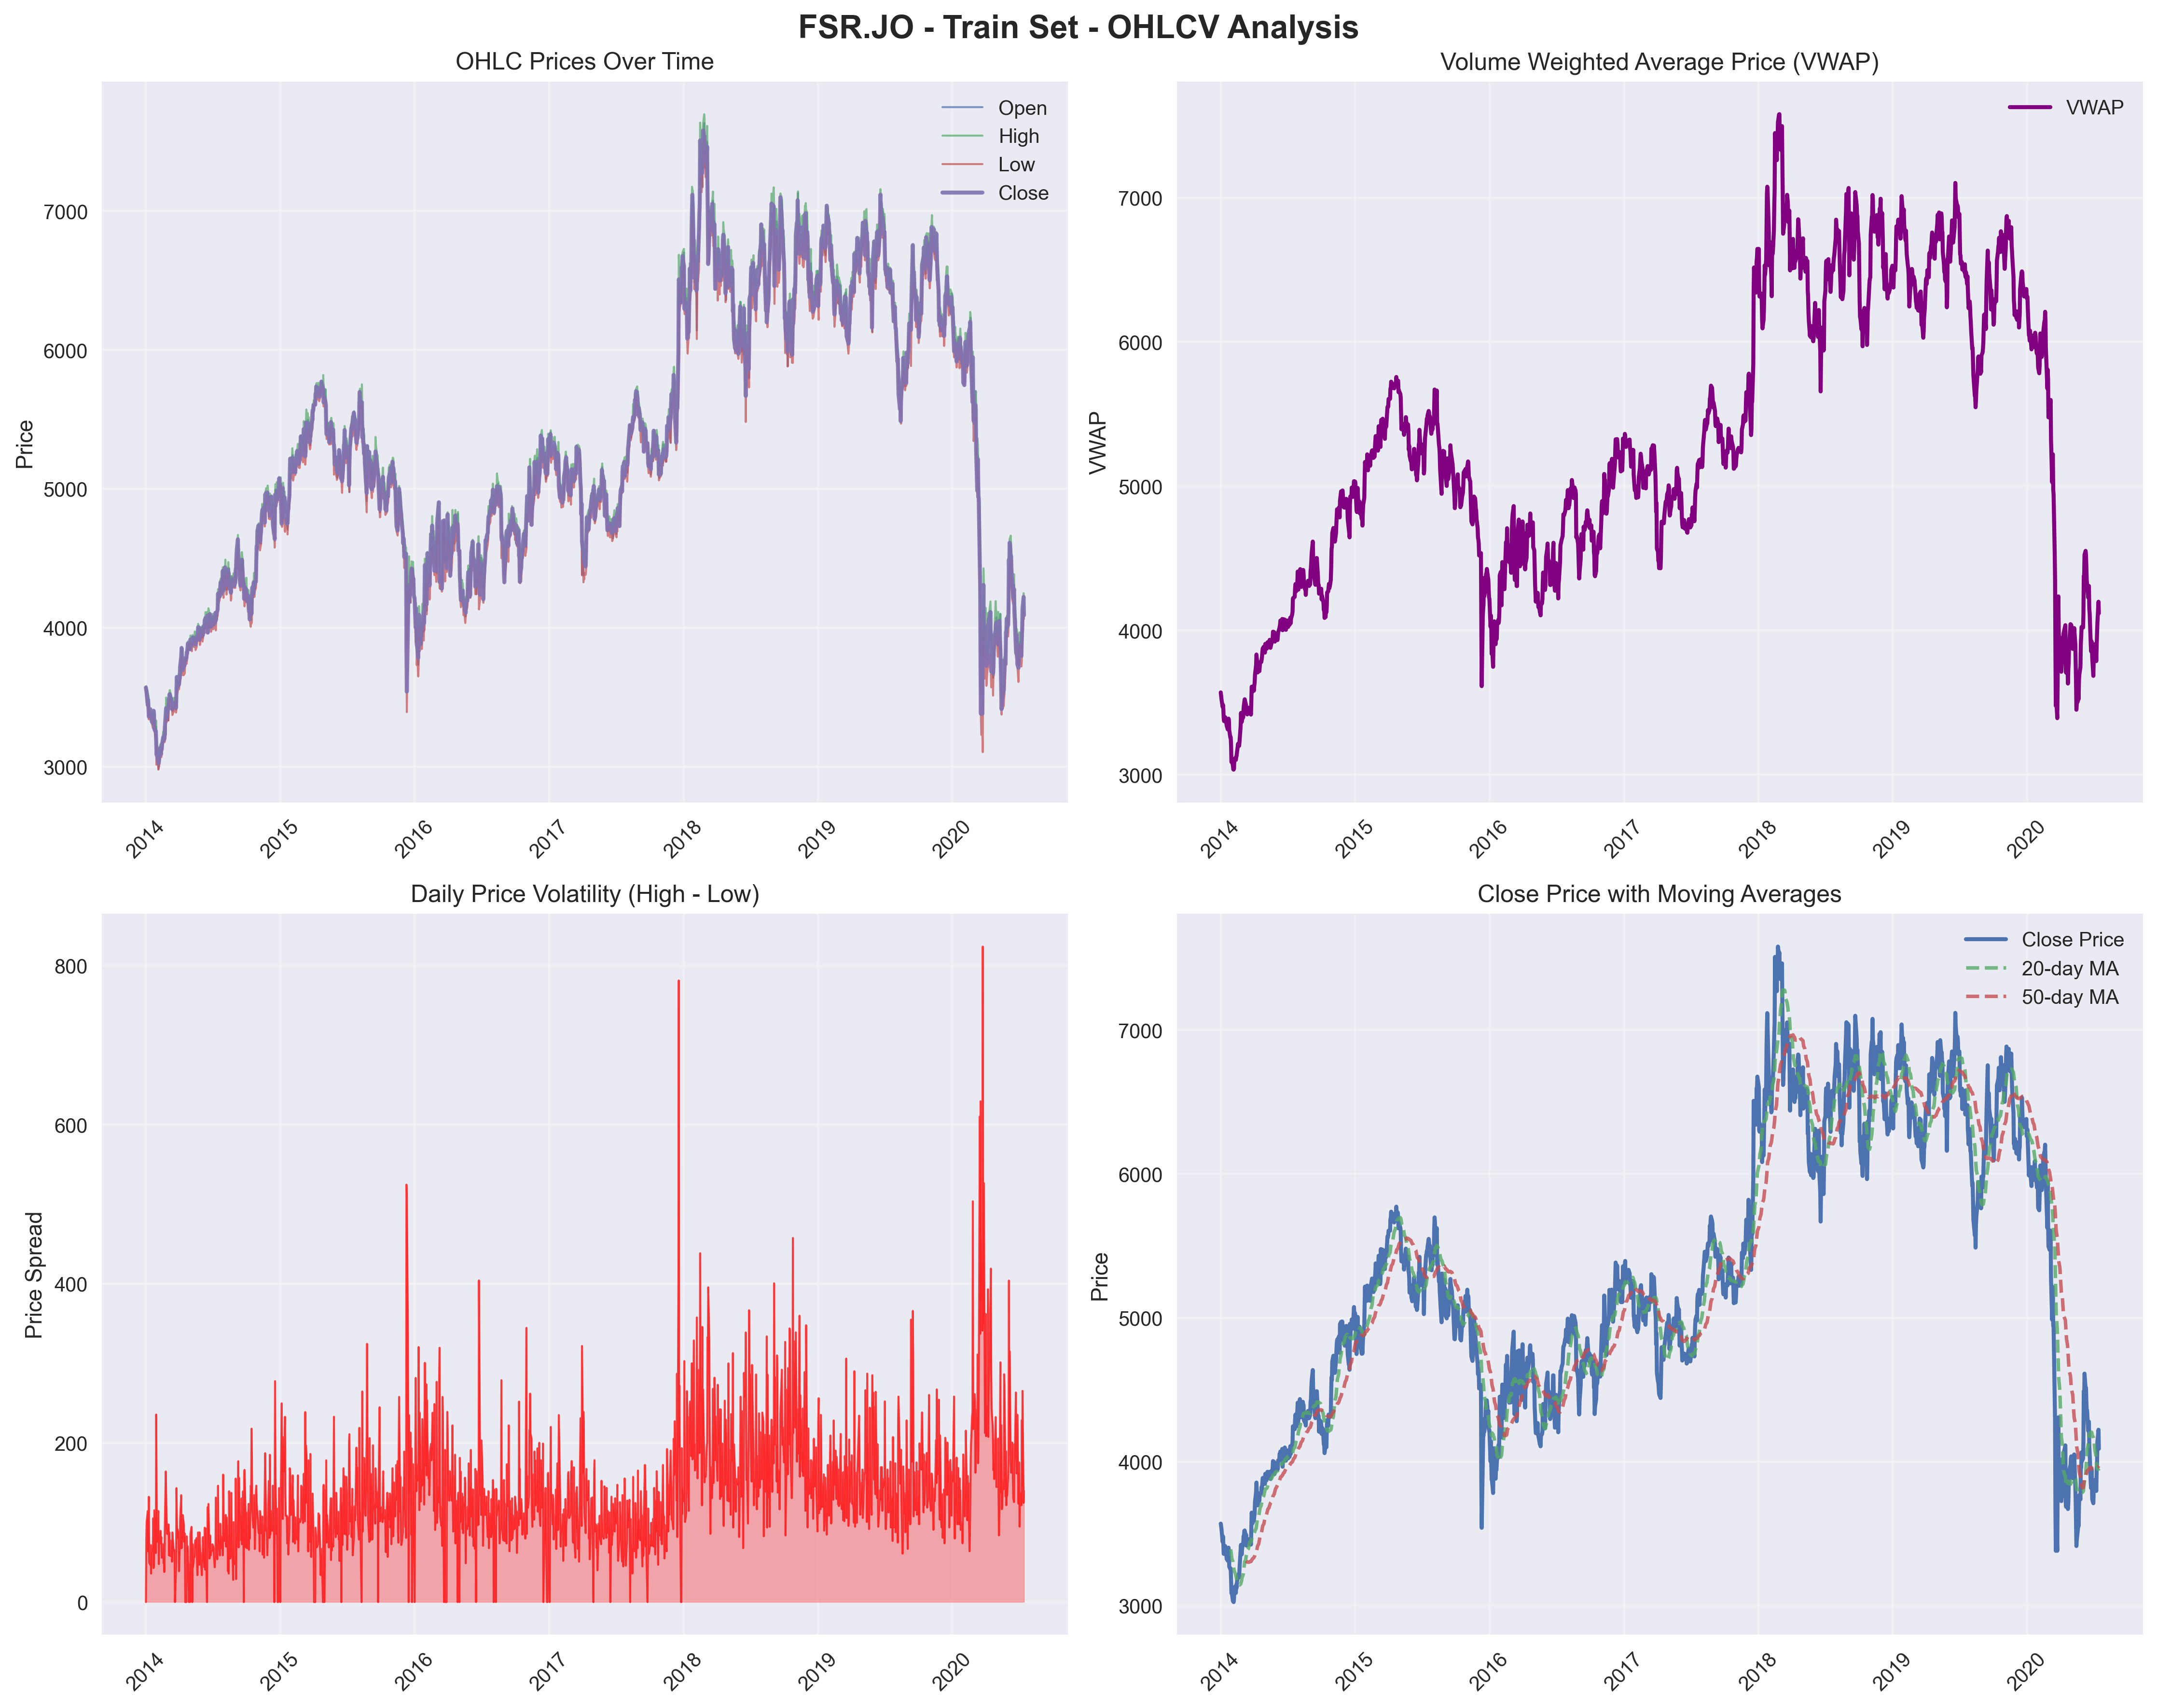 FSR.JO - Train Set - OHLCV Analysis
OHLC Prices Over Time
Price
7000
6000
5000
4000
3000
Open
High
Low
Close
2014
2015
2016
2017
2018
2019
2020
Volume Weighted Average Price (VWAP)
VWAP
7000
6000
5000
4000
3000
VWAP
2014
2015
2016
2017
2018
2019
2020
Daily Price Volatility (High - Low)
Price Spread
800
600
400
200
0
2014
2015
2016
2017
2018
2019
2020
Close Price with Moving Averages
Price
7000
6000
5000
4000
3000
Close Price
20-day MA
50-day MA
2014
2015
2016
2017
2018
2019
2020